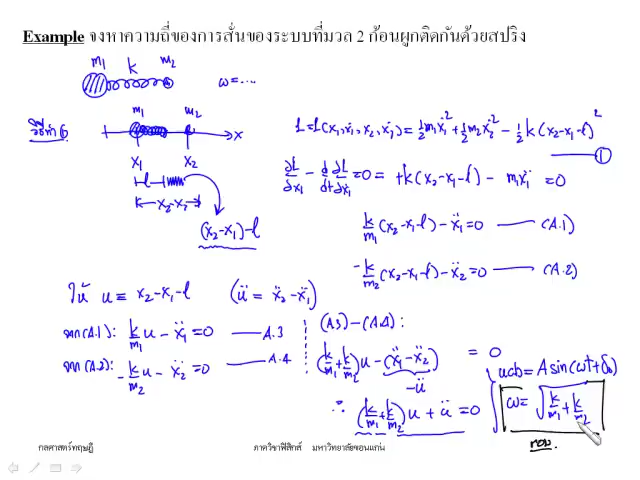 Example จงหาความถี่ของการสั่นของระบบที่มวล 2 ก้อนผูกติดกันด้วยสปริง
m₁ k m₂
ω = ...
วิธีทำ
m₁ m₂
x
x₁ x₂
l
x₂-x₁
(x₂-x₁)-l
L = L(x₁,ẋ₁,x₂,ẋ₂) = ½m₁ẋ₁² + ½m₂ẋ₂² - ½k(x₂-x₁-l)² — ①
∂L/∂x₁ - d/dt ∂L/∂ẋ₁ = 0 = +k(x₂-x₁-l) - m₁ẍ₁ = 0
k/m₁ (x₂-x₁-l) - ẍ₁ = 0 — (A.1)
-k/m₂ (x₂-x₁-l) - ẍ₂ = 0 — (A.2)
ให้ u ≡ x₂-x₁-l (ü = ẍ₂-ẍ₁)
จาก (A.1): k/m₁ u - ẍ₁ = 0 — A.3
จาก (A.2): -k/m₂ u - ẍ₂ = 0 — A.4
(A.3)-(A.4):
(k/m₁ + k/m₂)u - (ẍ₁-ẍ₂) = 0
-ü
∴ (k/m₁ + k/m₂)u + ü = 0
u(t) = A sin(ωt + δ₀)
ω = √(k/m₁ + k/m₂)
ตอบ.
กลศาสตร์ทฤษฎี
ภาควิชาฟิสิกส์ มหาวิทยาลัยขอนแก่น